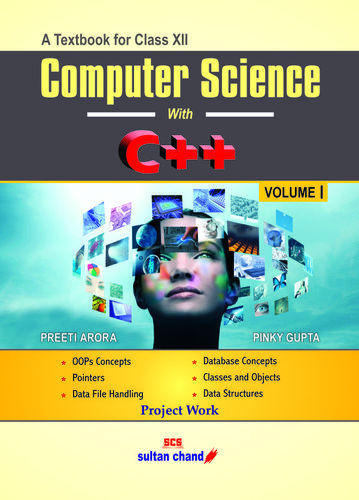 A Textbook for Class XII
Computer Science
With
C++
VOLUME I
PREETI ARORA
PINKY GUPTA
★ OOPs Concepts
★ Pointers
★ Data File Handling
★ Database Concepts
★ Classes and Objects
★ Data Structures
Project Work
SCS
sultan chand